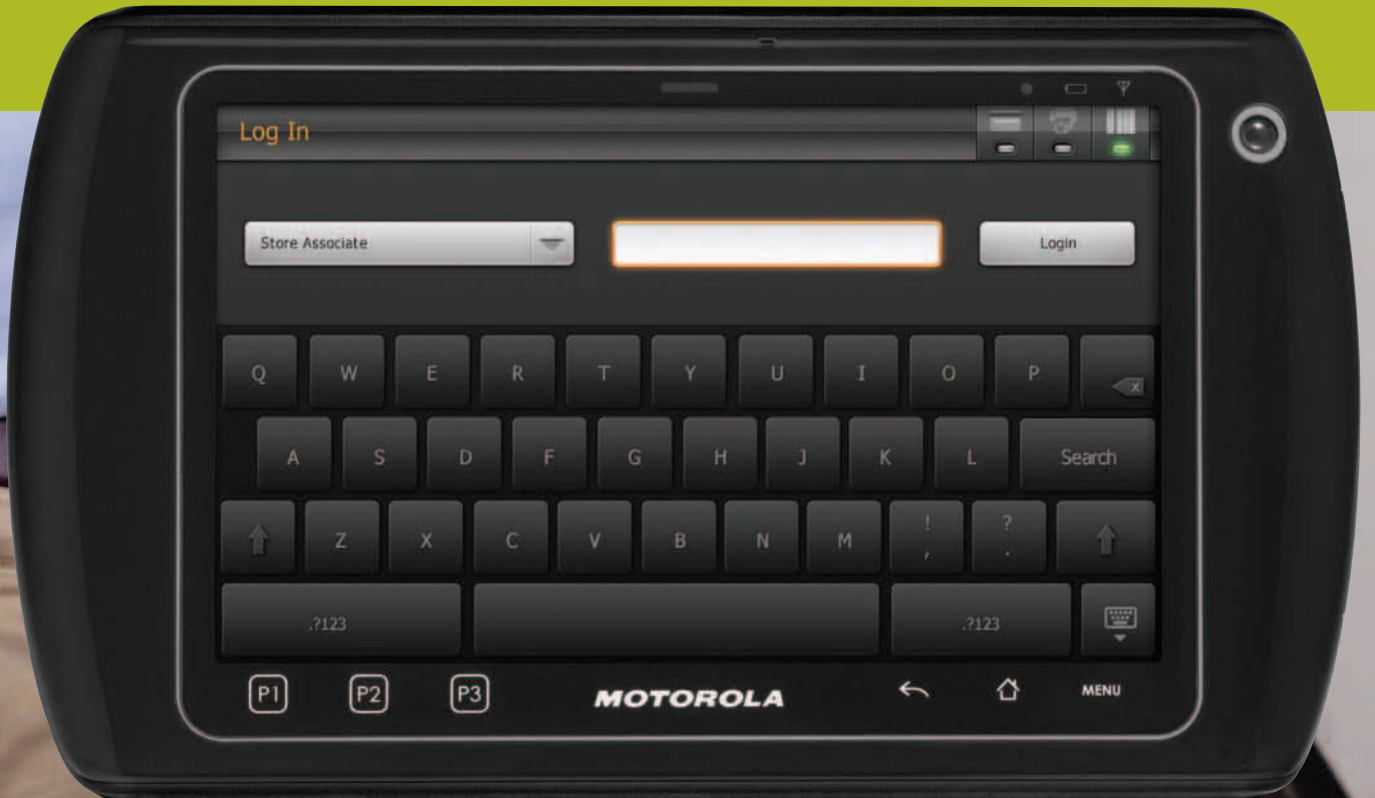 Log In
Store Associate
Login
Q W E R T Y U I O P
x
A S D F G H J K L Search
Z X C V B N M ! , ? .
.?123 .?123
P1 P2 P3 MOTOROLA MENU